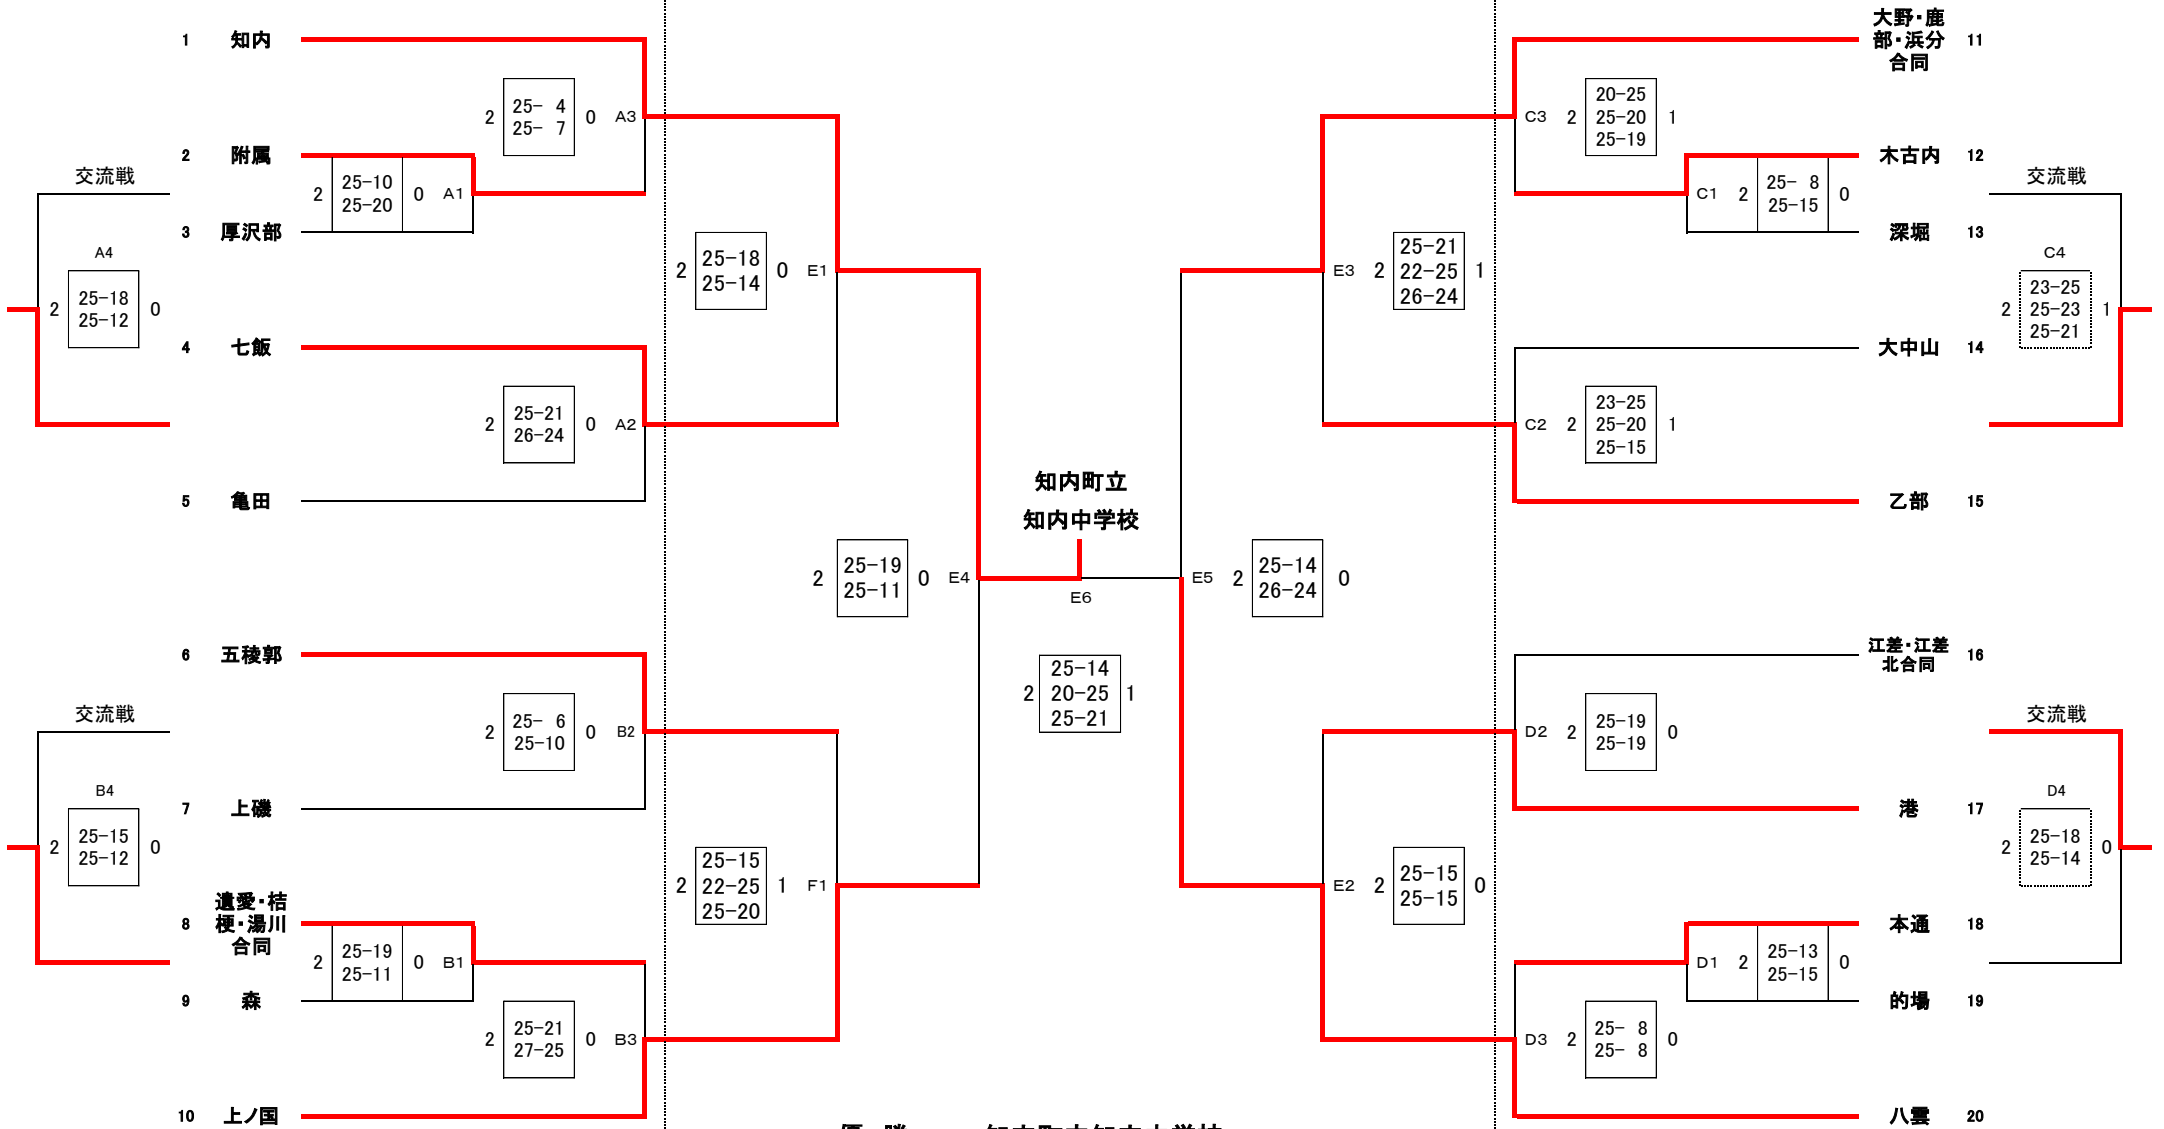 1 知内
2 附属
3 厚沢部
4 七飯
5 亀田
6 五稜郭
7 上磯
8 遺愛・桔
梗・湯川
合同
9 森
10 上ノ国
交流戦
A4
2 25-18 0
25-12
交流戦
B4
2 25-15 0
25-12
2 25-10 0 A1
25-20
2 25- 4 0 A3
25- 7
2 25-21 0 A2
26-24
2 25- 6 0 B2
25-10
2 25-19 0 B1
25-11
2 25-21 0 B3
27-25
2 25-18 0 E1
25-14
2 25-15 1 F1
22-25
25-20
2 25-19 0 E4
25-11
知内町立
知内中学校
E6
2 25-14 1
20-25
25-21
E5 2 25-14 0
26-24
E3 2 25-21 1
22-25
26-24
E2 2 25-15 0
25-15
C3 2 20-25 1
25-20
25-19
C1 2 25- 8 0
25-15
C2 2 23-25 1
25-20
25-15
D2 2 25-19 0
25-19
D1 2 25-13 0
25-15
D3 2 25- 8 0
25- 8
大野・鹿
部・浜分
合同 11
木古内 12
深堀 13
大中山 14
乙部 15
江差・江差
北合同 16
港 17
本通 18
的場 19
八雲 20
交流戦
C4
2 23-25 1
25-23
25-21
交流戦
D4
2 25-18 0
25-14
優 勝 知内町立知内中学校